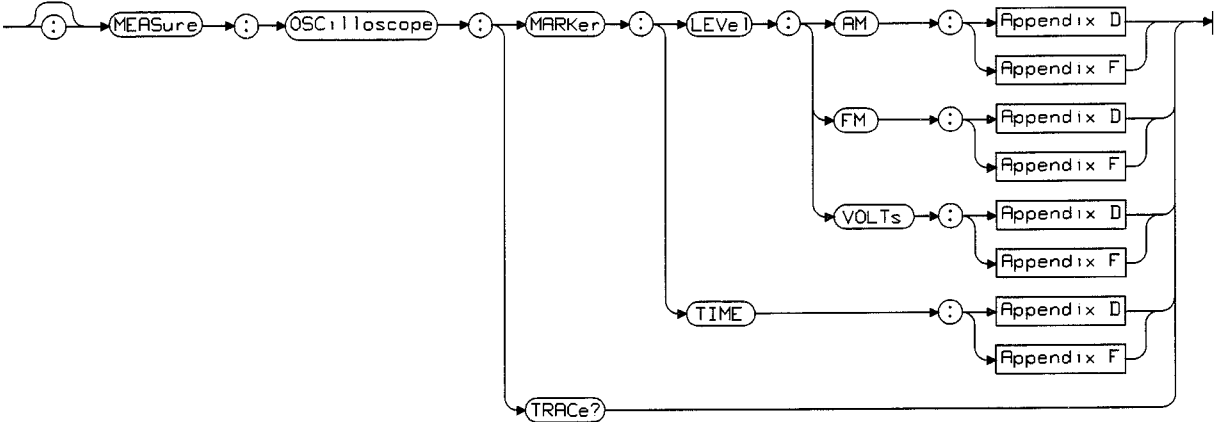 : MEASure : OSCilloscope : MARKer : LEVel : AM : Appendix D
Appendix F
FM : Appendix D
Appendix F
VOLTs : Appendix D
Appendix F
TIME : Appendix D
Appendix F
TRACe?